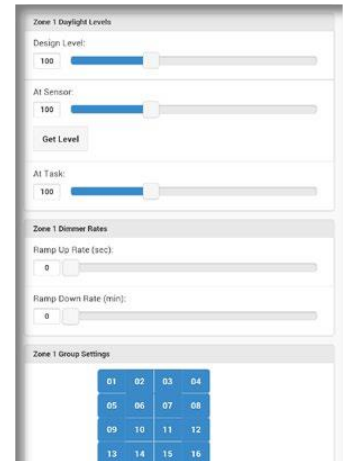 Zone 1 Daylight Levels
Design Level:
100
At Sensor:
100
Get Level
At Task:
100
Zone 1 Dimmer Rates
Ramp Up Rate (sec):
0
Ramp Down Rate (min):
0
Zone 1 Group Settings
01 02 03 04
05 06 07 08
09 10 11 12
13 14 15 16